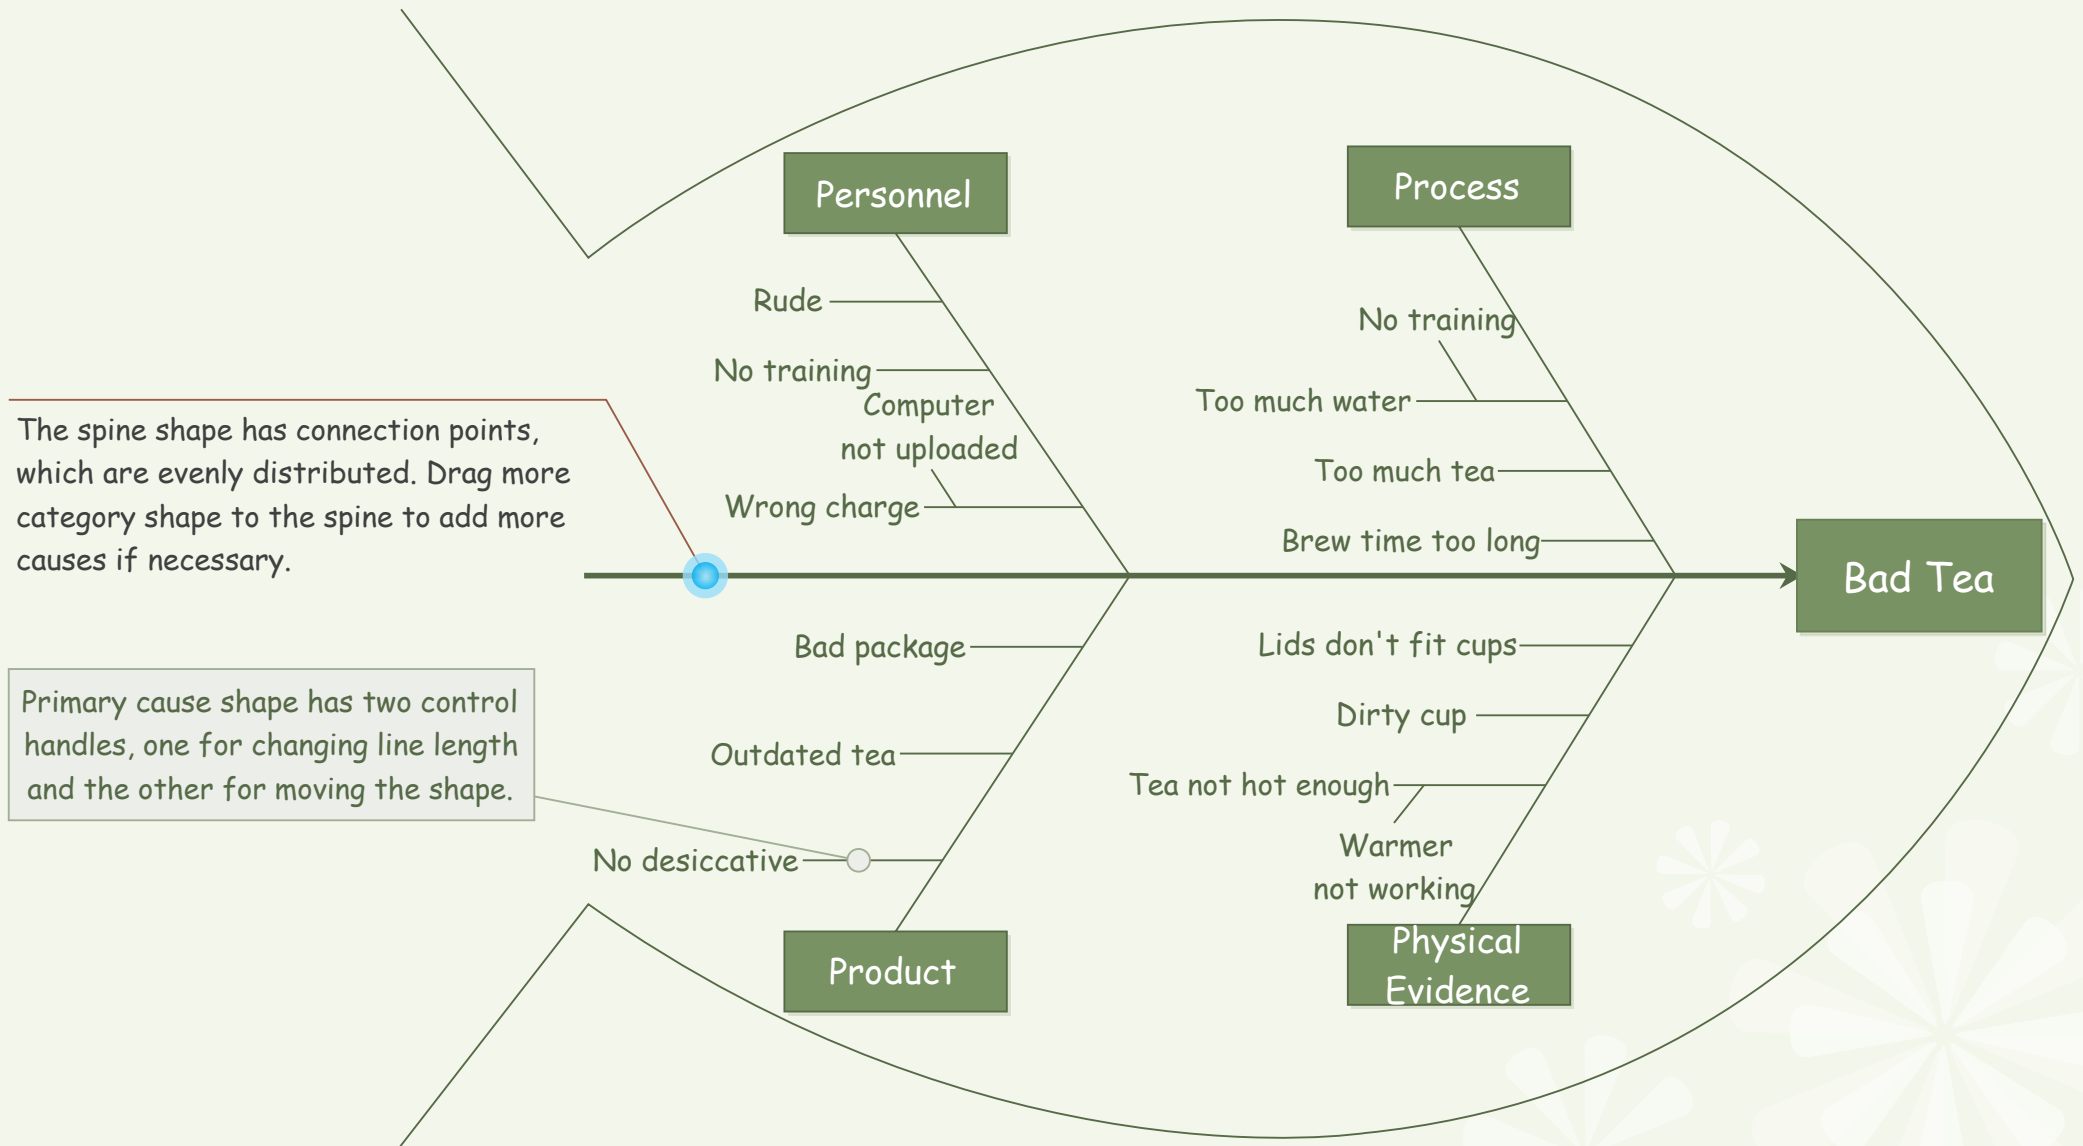 Personnel
Process
Rude
No training
Computer
not uploaded
Wrong charge
No training
Too much water
Too much tea
Brew time too long
The spine shape has connection points,
which are evenly distributed. Drag more
category shape to the spine to add more
causes if necessary.
Bad Tea
Primary cause shape has two control
handles, one for changing line length
and the other for moving the shape.
Bad package
Outdated tea
No desiccative
Lids don't fit cups
Dirty cup
Tea not hot enough
Warmer
not working
Product
Physical
Evidence